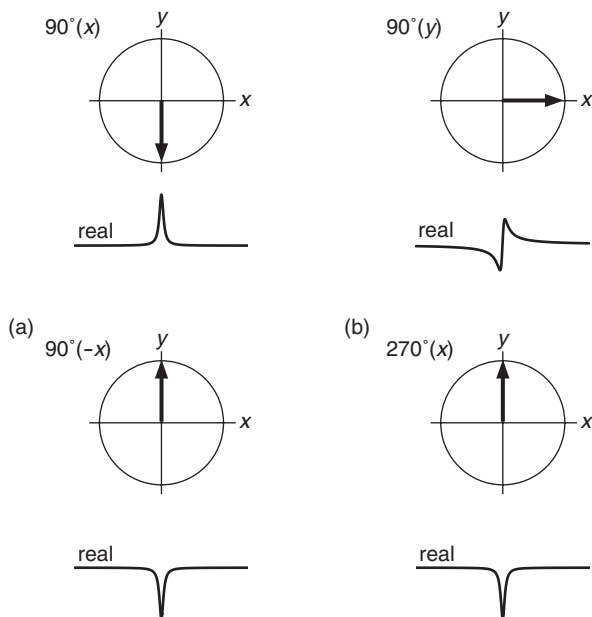 y
90°(x)
x
real
y
90°(y)
x
real
(a)
y
90°(–x)
x
real
(b)
y
270°(x)
x
real